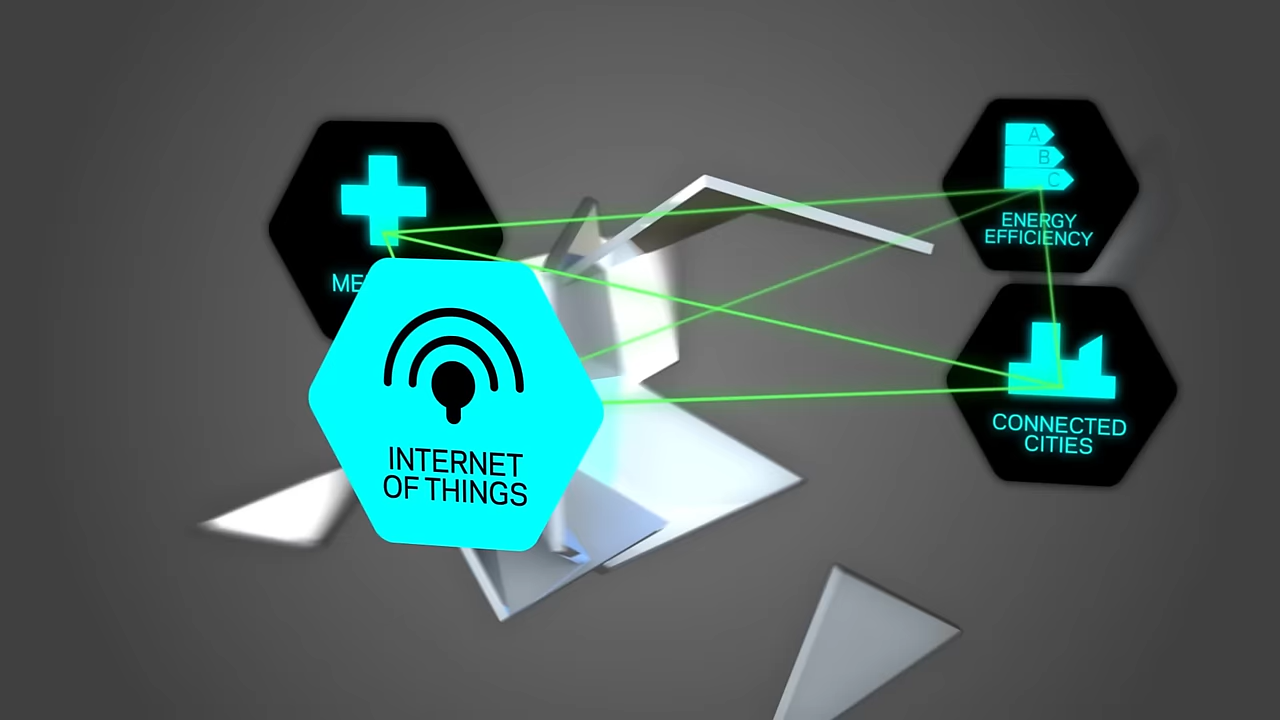 A
B
C
ENERGY
EFFICIENCY
INTERNET
OF THINGS
CONNECTED
CITIES